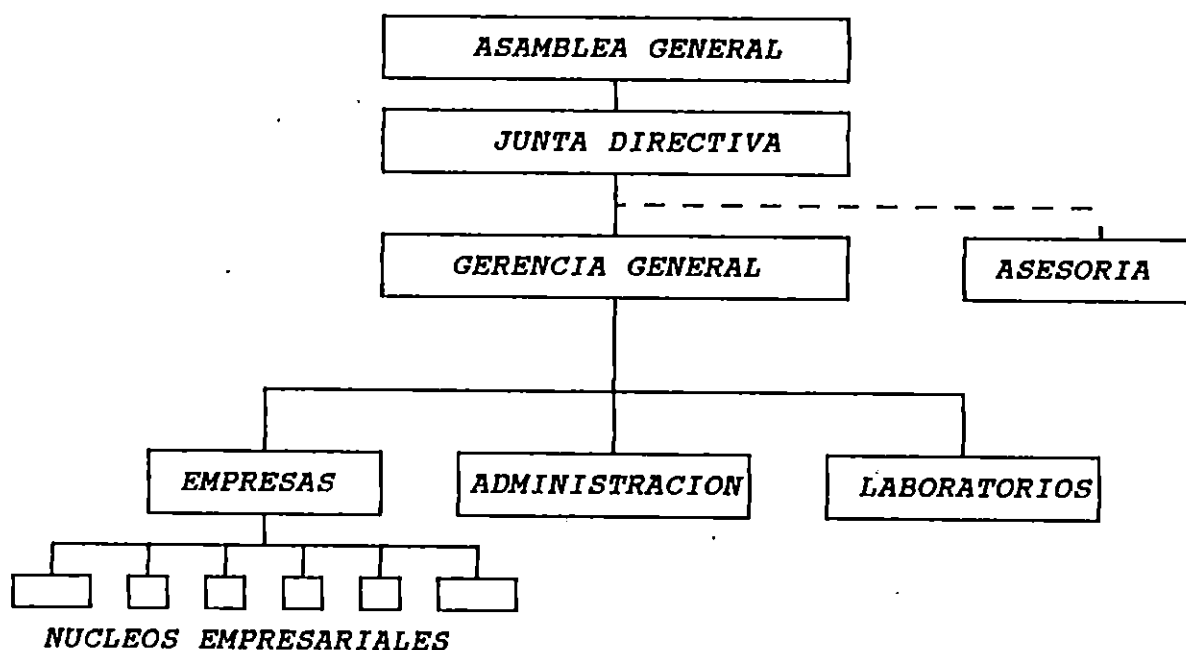 ASAMBLEA GENERAL
JUNTA DIRECTIVA
GERENCIA GENERAL
ASESORIA
EMPRESAS
ADMINISTRACION
LABORATORIOS
NUCLEOS EMPRESARIALES